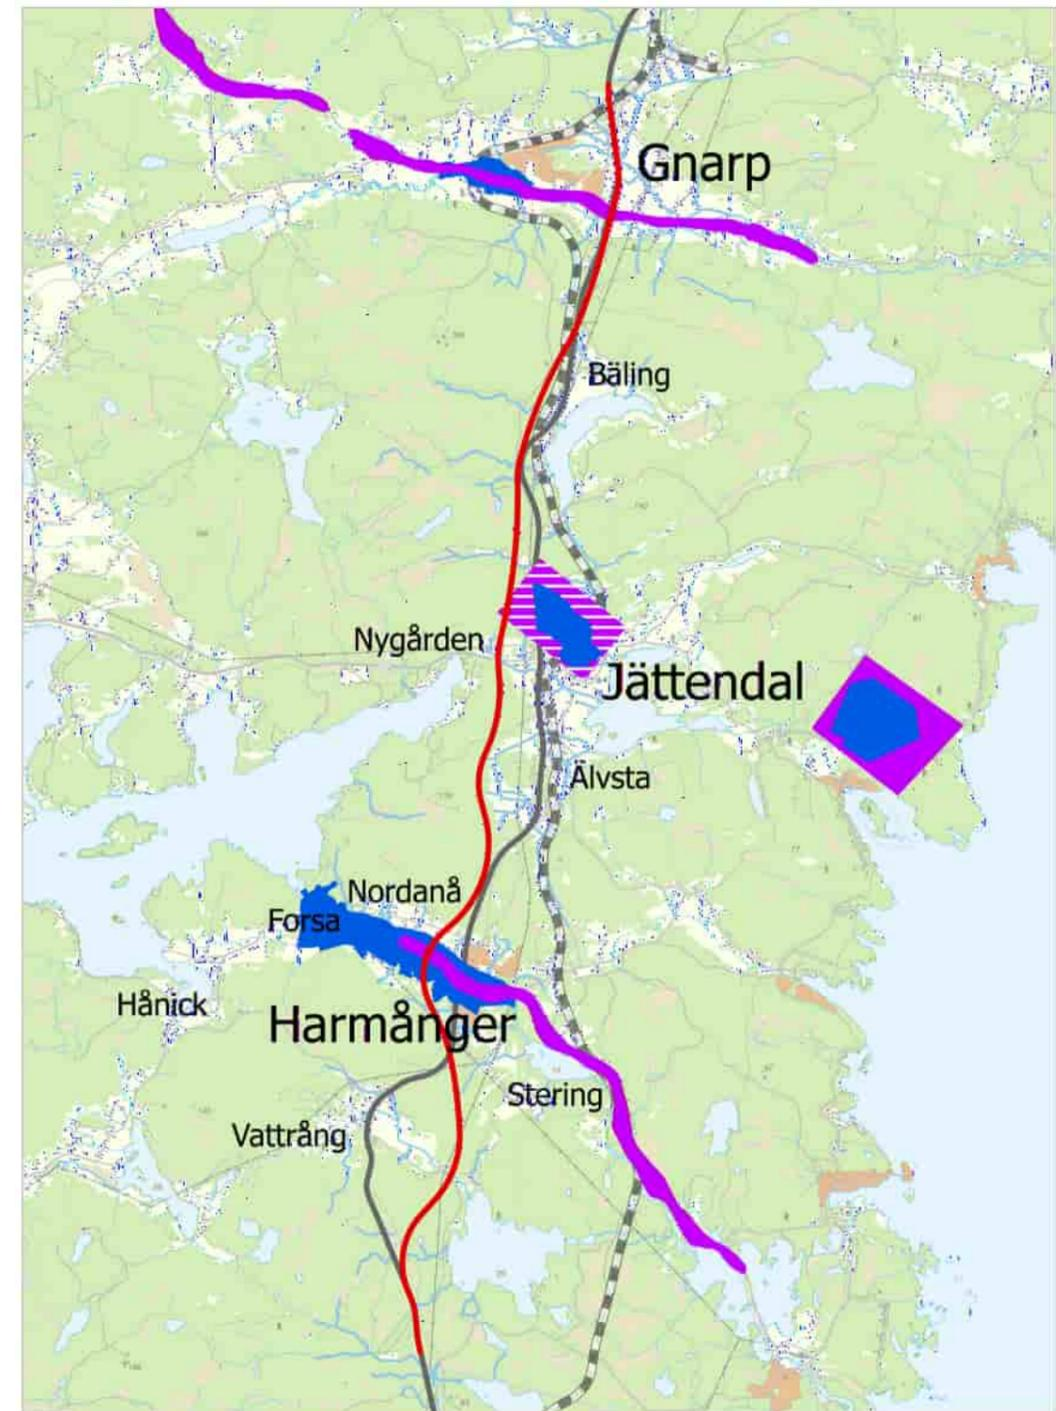 Gnarp
Bäling
Nygården
Jättendal
Älvsta
Nordanå
Forsa
Hånick
Harmånger
Stering
Vattrång